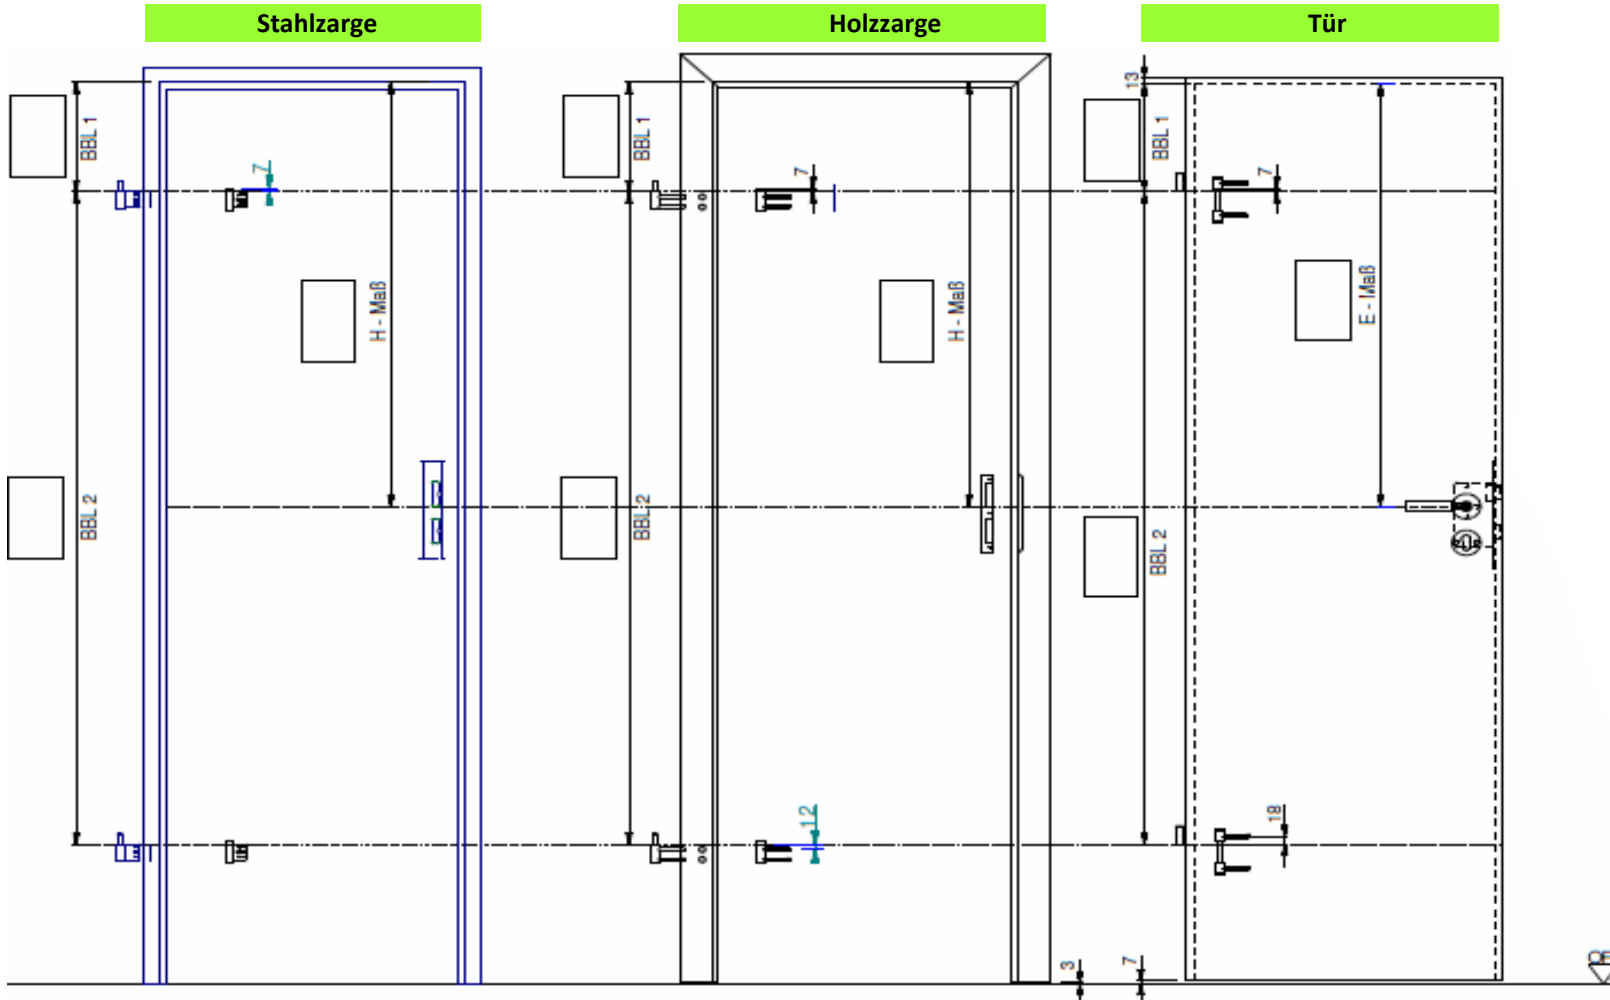 Stahlzarge
Holzzarge
Tür
BBL 1
7
H - Maß
BBL 2
BBL 1
7
H - Maß
BBL 2
12
3
13
BBL 1
7
E - Maß
BBL 2
18
7